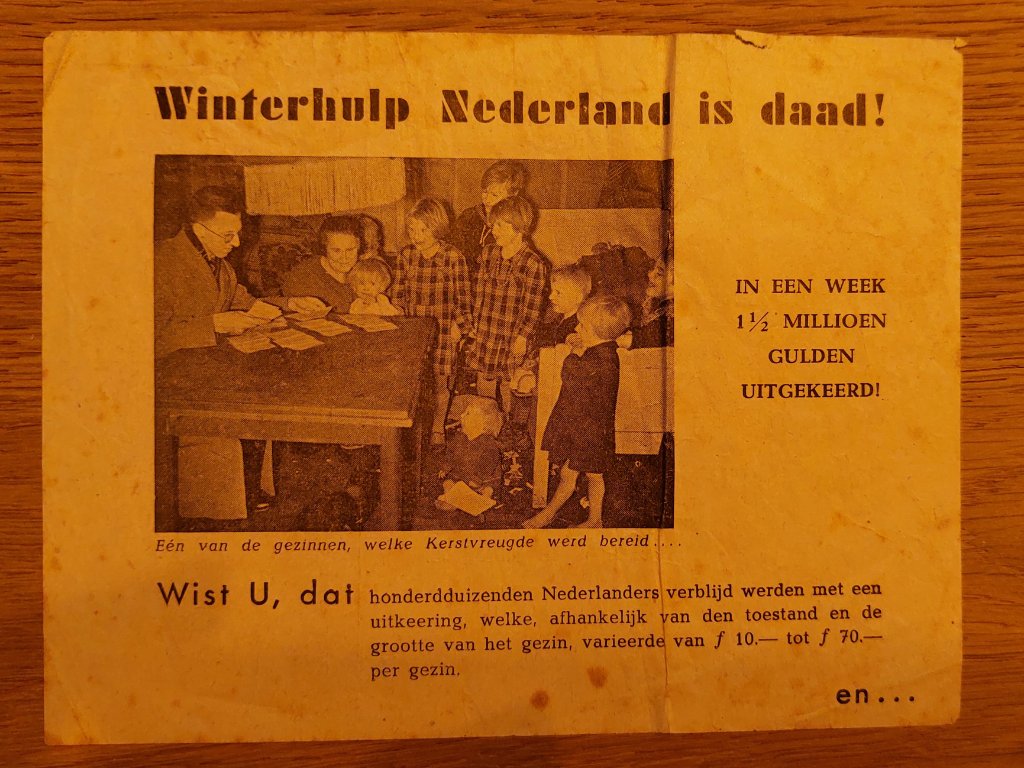 Winterhulp Nederland is daad!
IN EEN WEEK
1½ MILLIOEN
GULDEN
UITGEKEERD!
Eén van de gezinnen, welke Kerstvreugde werd bereid....
Wist U, dat honderdduizenden Nederlanders verblijd werden met een
uitkeering, welke, afhankelijk van den toestand en de
grootte van het gezin, varieerde van f 10.— tot f 70.—
per gezin.
en...